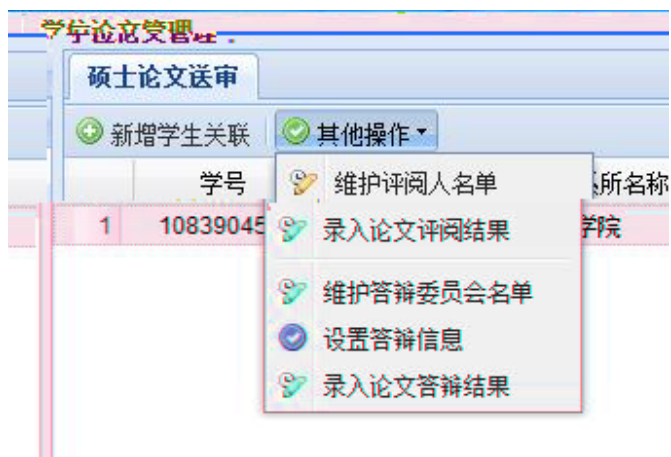 学位论文管理
硕士论文送审
新增学生关联 其他操作
学号 所名称
维护评阅人名单
1 10839045 学院
录入论文评阅结果
维护答辩委员会名单
设置答辩信息
录入论文答辩结果